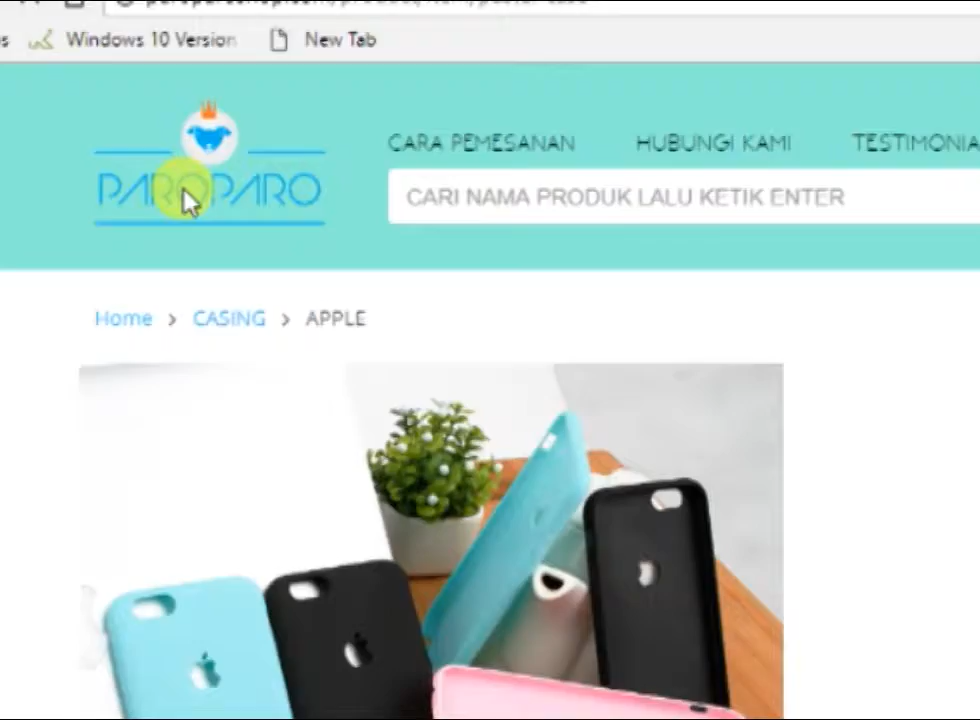 Windows 10 Version
New Tab
PAROPARO
CARA PEMESANAN
HUBUNGI KAMI
TESTIMONIA
CARI NAMA PRODUK LALU KETIK ENTER
Home > CASING > APPLE